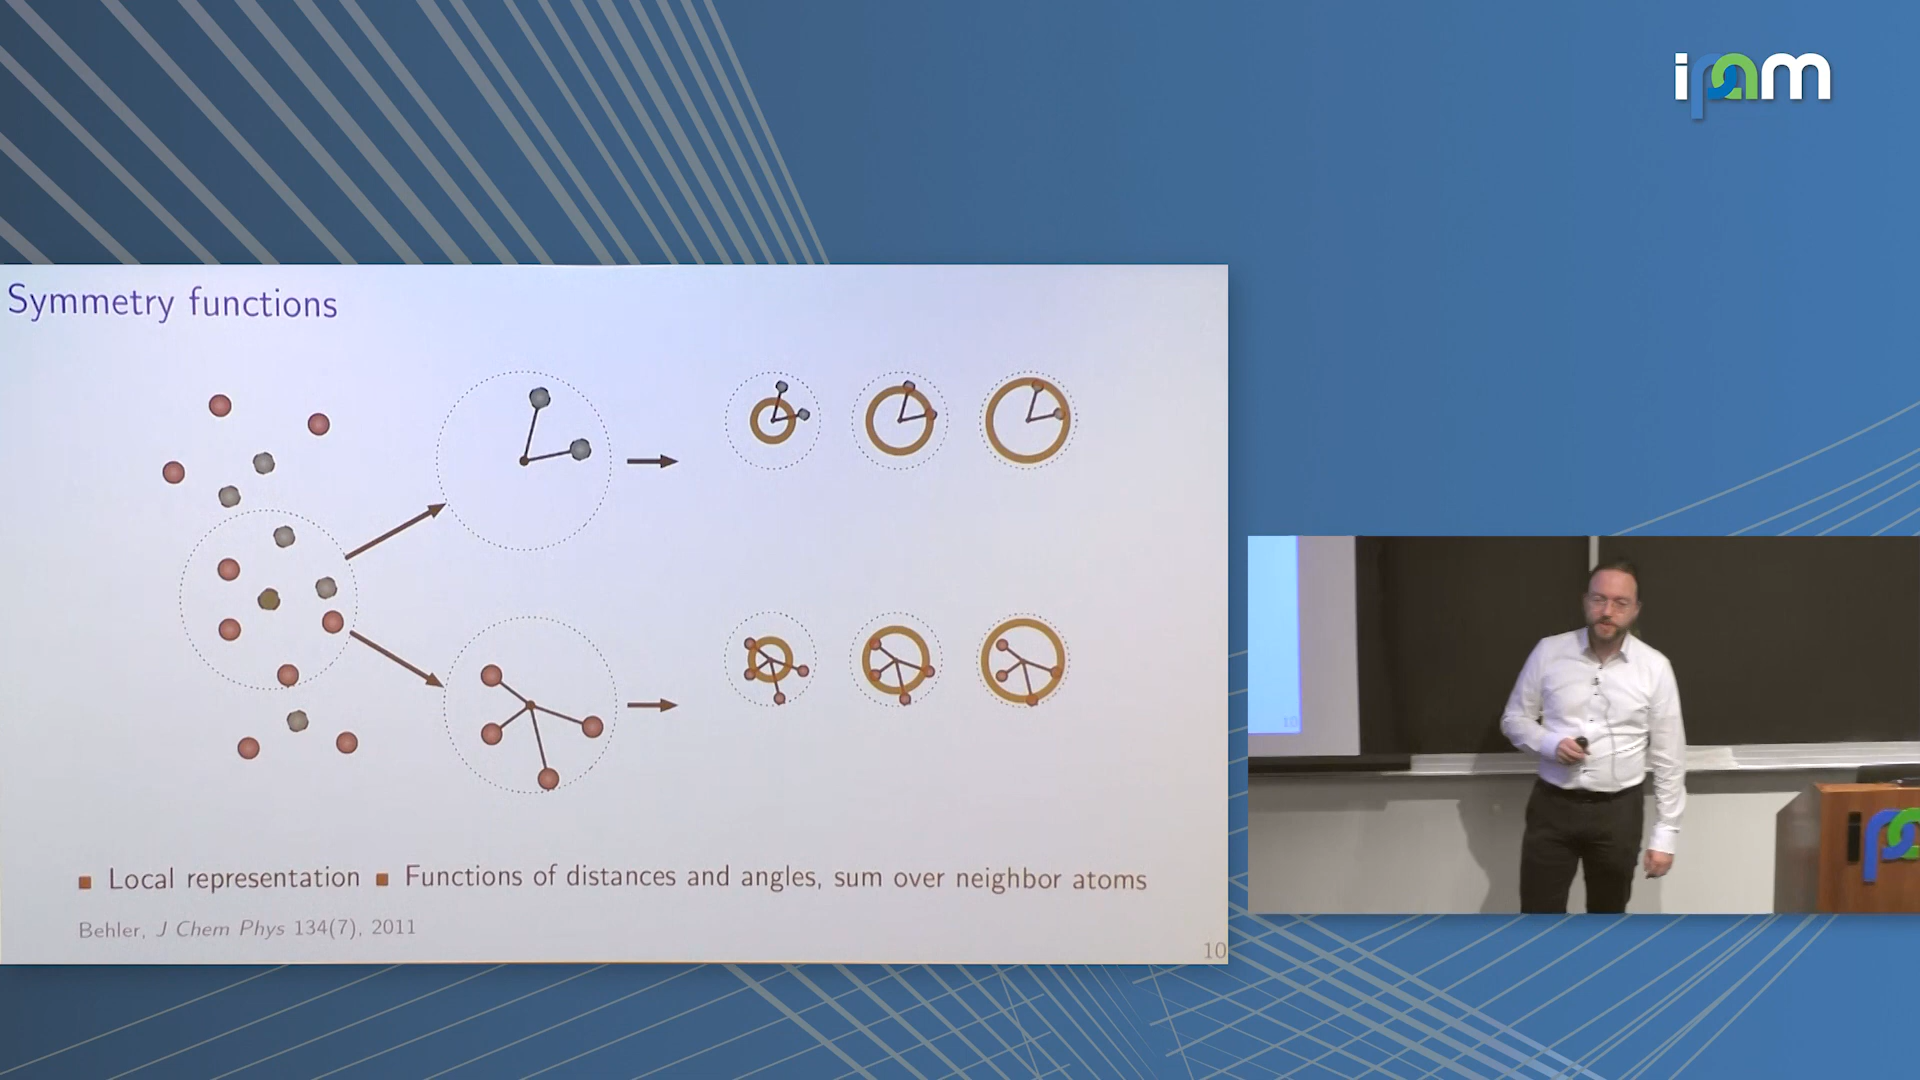 ipam
Symmetry functions
■ Local representation ■ Functions of distances and angles, sum over neighbor atoms
Behler, J Chem Phys 134(7), 2011
10
10